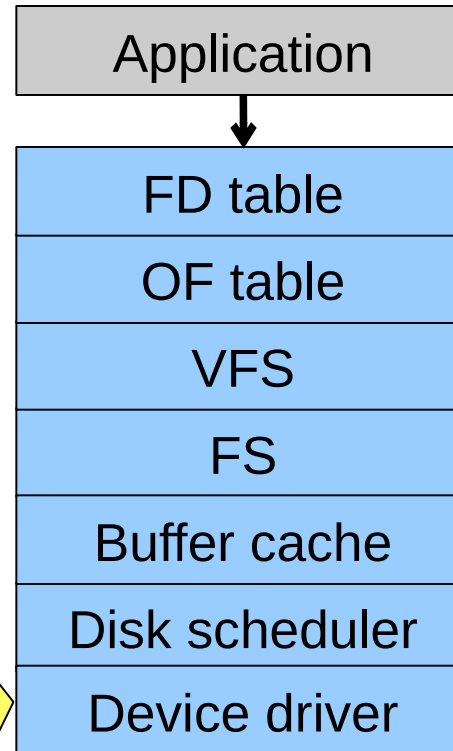 Application
FD table
OF table
VFS
FS
Buffer cache
Disk scheduler
Device driver